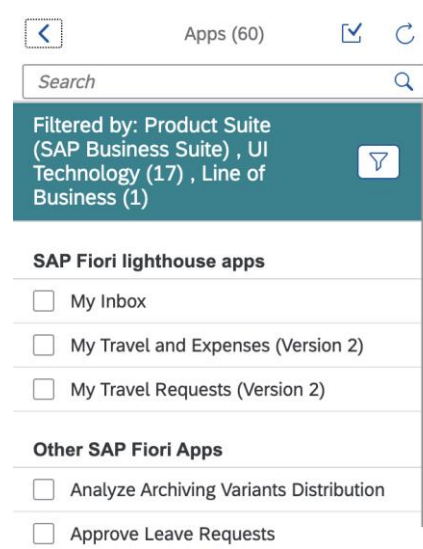 Apps (60)
Search
Filtered by: Product Suite
(SAP Business Suite) , UI
Technology (17) , Line of
Business (1)
SAP Fiori lighthouse apps
My Inbox
My Travel and Expenses (Version 2)
My Travel Requests (Version 2)
Other SAP Fiori Apps
Analyze Archiving Variants Distribution
Approve Leave Requests